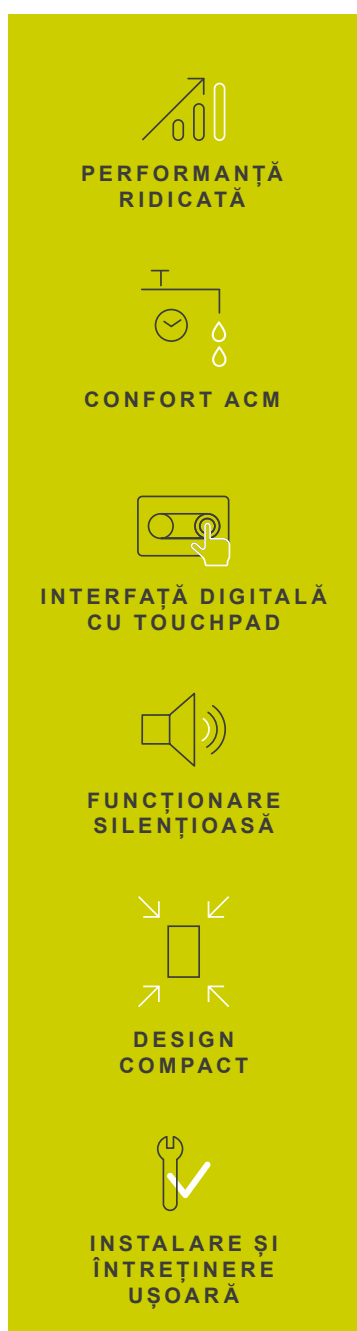 PERFORMANȚĂ
RIDICATĂ
CONFORT ACM
INTERFAȚĂ DIGITALĂ
CU TOUCHPAD
FUNCȚIONARE
SILENȚIOASĂ
DESIGN
COMPACT
INSTALARE ȘI
ÎNTREȚINERE
UȘOARĂ